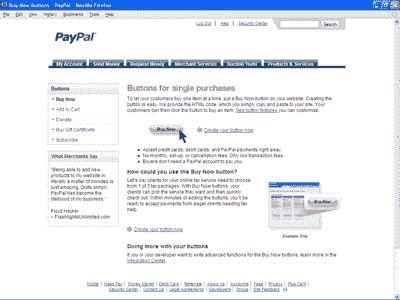 Buy Now Button - PayPal - Mozilla Firefox
File Edit View History Bookmarks Tools Help
Log Out | Help | Security Center
Search
PayPal
My Account Send Money Request Money Merchant Services Auction Tools Products & Services
Buttons
Buy Now
Add to Cart
Donate
Buy Gift Certificate
Subscribe
What Merchants Say
"Being able to add new
products to my website in
literally a matter of minutes is
just amazing. Quite simply,
PayPal has become the
lifeblood of my business."
Floyd Hacker
– FlashlightsUnlimited.com
Buttons for single purchases
To let your customers buy one item at a time, put a Buy Now button on your website. Creating the
button is easy. We provide the HTML code, which you simply copy and paste to your site. Your
customers can then click the button to buy the item. See button features you can customize.
Buy Now
Create your button now
Accept credit cards, debit cards, and PayPal payments right away.
No monthly, set-up, or cancellation fees. Only low transaction fees.
Buyers don't need a PayPal account to pay you.
How could you use the Buy Now button?
Let's say clients for your online tax service need to choose
from 1 of 3 tax packages. With Buy Now buttons, your
clients can pick the service they want and then quickly
check out. Within minutes of adding the buttons, you'll be
ready to accept payments from eager clients needing tax
help.
Buy Now
Example Only
Create your button now
Doing more with your buttons
If you or your developer want to write advanced functions for the Buy Now buttons, learn more in the
Integration Center.
Mobile | Mass Pay | Money Market | Debit Card | Referrals | About Us | Accounts | Fees | Privacy | Plus Card
Security Center | Contact Us | Legal Agreements | Developers | Shops | Site Feedback [+]